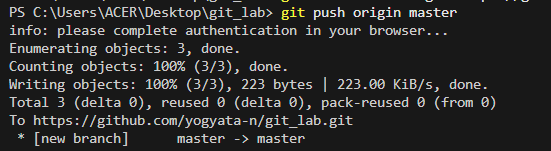 PS C:\Users\ACER\Desktop\git_lab> git push origin master
info: please complete authentication in your browser...
Enumerating objects: 3, done.
Counting objects: 100% (3/3), done.
Writing objects: 100% (3/3), 223 bytes | 223.00 KiB/s, done.
Total 3 (delta 0), reused 0 (delta 0), pack-reused 0 (from 0)
To https://github.com/yogyata-n/git_lab.git
 * [new branch]      master -> master